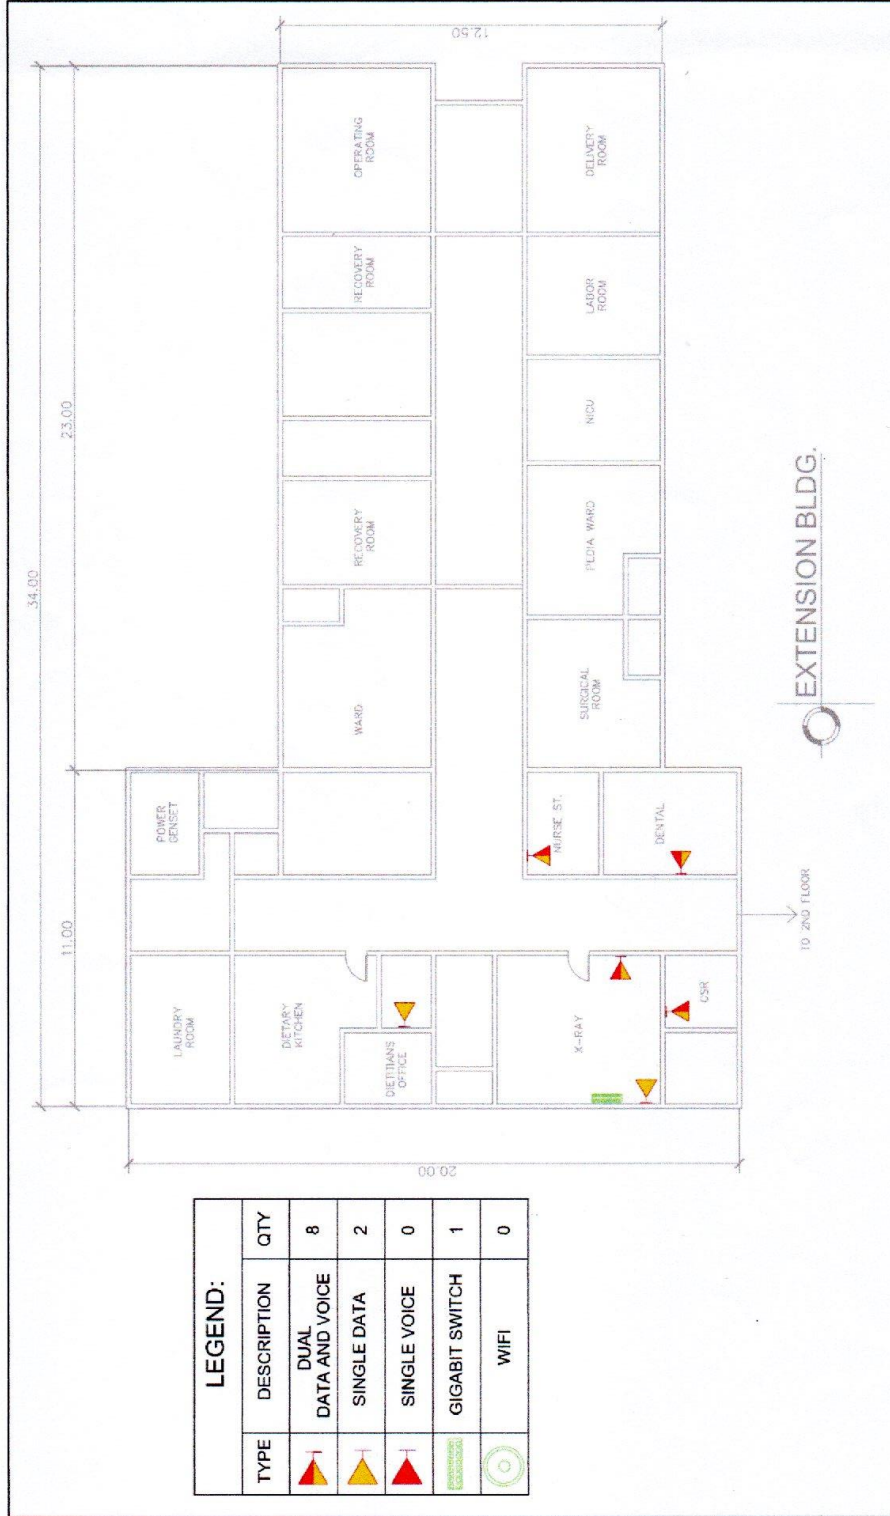 34.00
23.00
11.00
12.50
20.00
POWER
GENSET
LAUNDRY
ROOM
DIETARY
KITCHEN
DIETITIANS
OFFICE
WARD
RECOVERY
ROOM
RECOVERY
ROOM
OPERATING
ROOM
X-RAY
CSR
NURSE ST.
DENTAL
SURGICAL
ROOM
PEDIA WARD
NICU
LABOR
ROOM
DELIVERY
ROOM
TO 2ND FLOOR
EXTENSION BLDG.
LEGEND:
TYPE DESCRIPTION QTY
DUAL
DATA AND VOICE 8
SINGLE DATA 2
SINGLE VOICE 0
GIGABIT SWITCH 1
WIFI 0